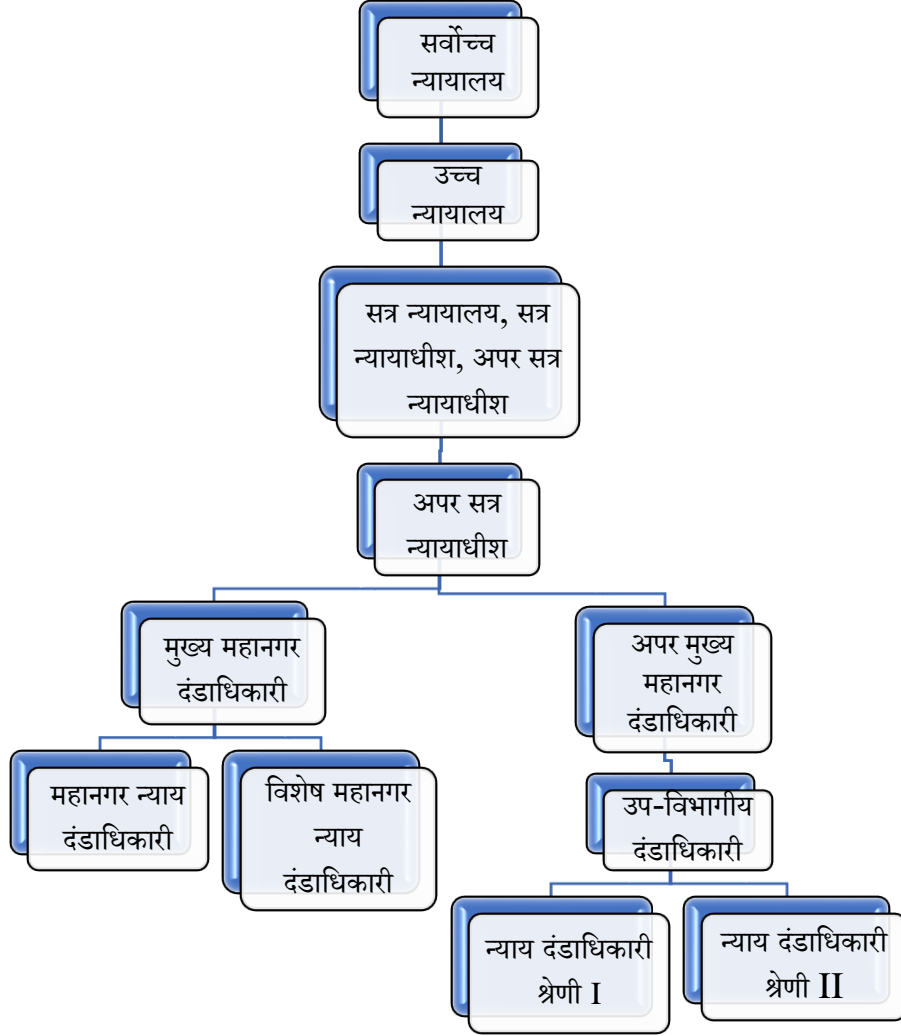 सर्वोच्च
न्यायालय
उच्च
न्यायालय
सत्र न्यायालय, सत्र
न्यायाधीश, अपर सत्र
न्यायाधीश
अपर सत्र
न्यायाधीश
मुख्य महानगर
दंडाधिकारी
अपर मुख्य
महानगर
दंडाधिकारी
महानगर न्याय
दंडाधिकारी
विशेष महानगर
न्याय
दंडाधिकारी
उप-विभागीय
दंडाधिकारी
न्याय दंडाधिकारी
श्रेणी I
न्याय दंडाधिकारी
श्रेणी II